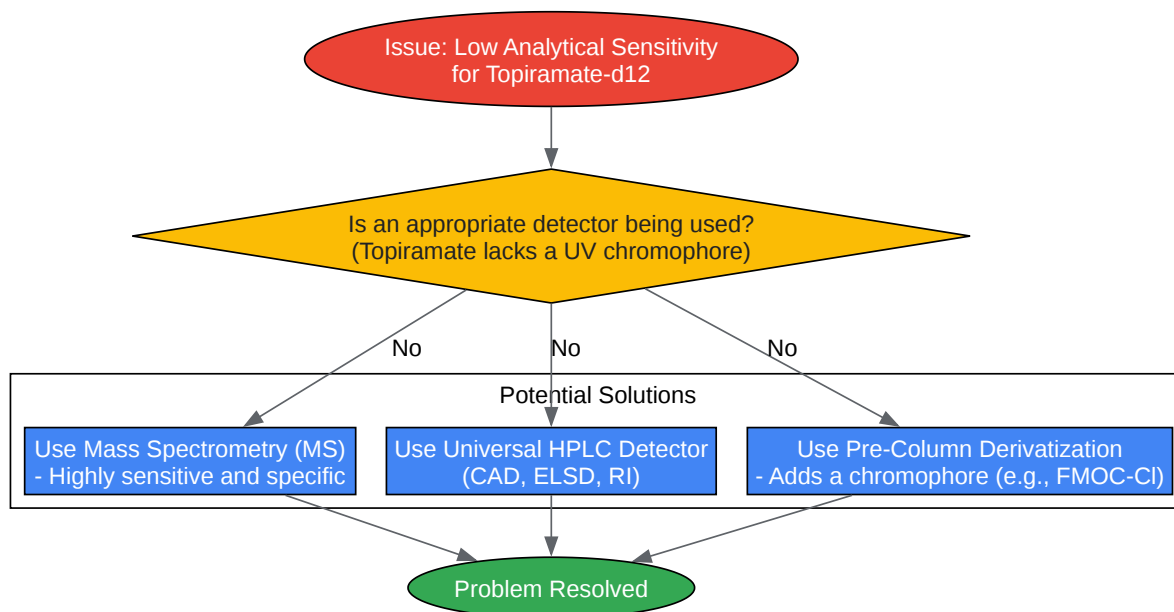 Issue: Low Analytical Sensitivity
for Topiramate-d12
Is an appropriate detector being used?
(Topiramate lacks a UV chromophore)
No
No
No
Potential Solutions
Use Mass Spectrometry (MS)
- Highly sensitive and specific
Use Universal HPLC Detector
(CAD, ELSD, RI)
Use Pre-Column Derivatization
- Adds a chromophore (e.g., FMOC-Cl)
Problem Resolved